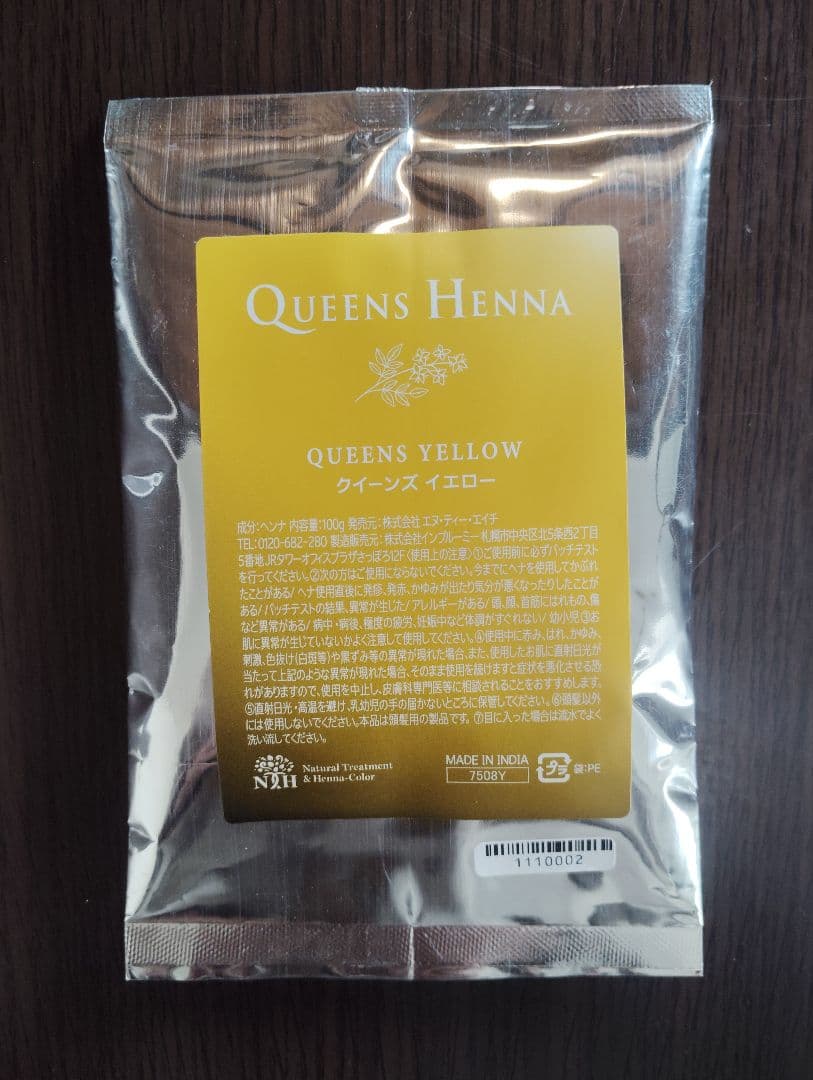 QUEENS HENNA
QUEENS YELLOW
クイーンズ イエロー
成分:ヘンナ 内容量:100g 発売元: 株式会社 エヌ・ティー・エイチ
TEL:0120-682-280 製造販売元: 株式会社インブルーミー 札幌市中央区北5条西2丁目
5番地 JRタワーオフィスプラザさっぽろ12F〈使用上の注意〉①ご使用前に必ずパッチテスト
を行ってください。②次の方はご使用にならないでください。今までにヘナを使用してかぶれ
たことがある/ ヘナ使用直後に発疹、発赤、かゆみが出たり気分が悪くなったりしたことが
ある/ パッチテストの結果、異常が生じた/ アレルギーがある/ 頭、顔、首筋にはれもの、傷
など異常がある/ 病中・病後、極度の疲労、妊娠中など体調がすぐれない/ 幼小児 ③お
肌に異常が生じていないかよく注意して使用してください。④使用中に赤み、はれ、かゆみ、
刺激、色抜け(白斑等)や黒ずみ等の異常が現れた場合、また、使用したお肌に直射日光が
当たって上記のような異常が現れた場合、そのまま使用を続けますと症状を悪化させる恐
れがありますので、使用を中止し、皮膚科専門医等に相談されることをおすすめします。
⑤直射日光・高温を避け、乳幼児の手の届かないところに保管してください。⑥頭髪以外
には使用しないでください。本品は頭髪用の製品です。⑦目に入った場合は流水でよく
洗い流してください。
NTH Natural Treatment
& Henna-Color
MADE IN INDIA
7508Y
プラ 袋:PE
1110002